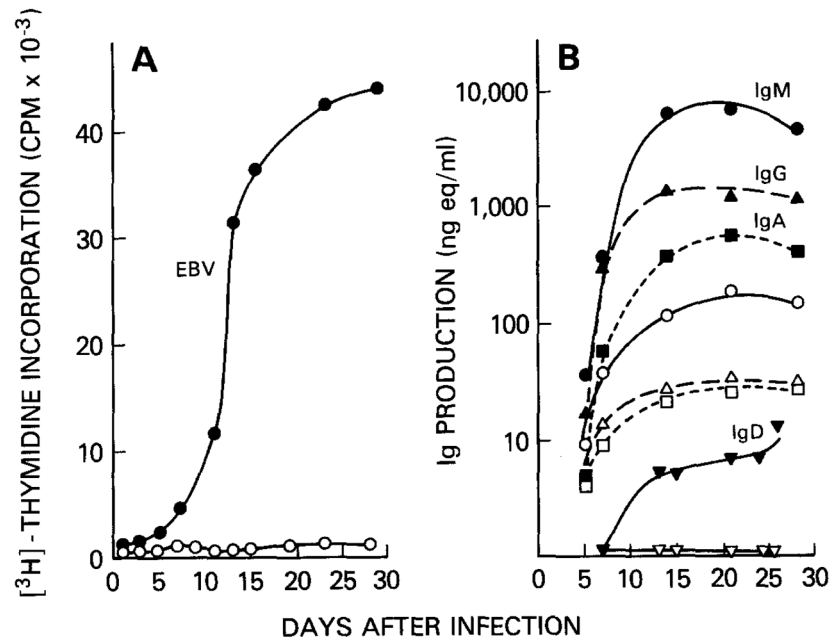 A
[³H]-THYMIDINE INCORPORATION (CPM x 10⁻³)
40
30
20
10
0
EBV
0 5 10 15 20 25 30
B
Ig PRODUCTION (ng eq/ml)
10,000
1,000
100
10
IgM
IgG
IgA
IgD
0 5 10 15 20 25 30
DAYS AFTER INFECTION